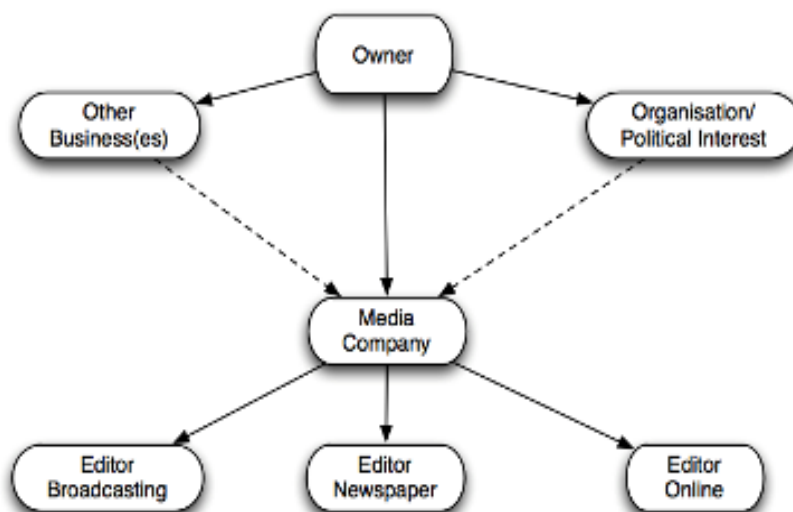 Owner
Other
Business(es)
Organisation/
Political Interest
Media
Company
Editor
Broadcasting
Editor
Newspaper
Editor
Online